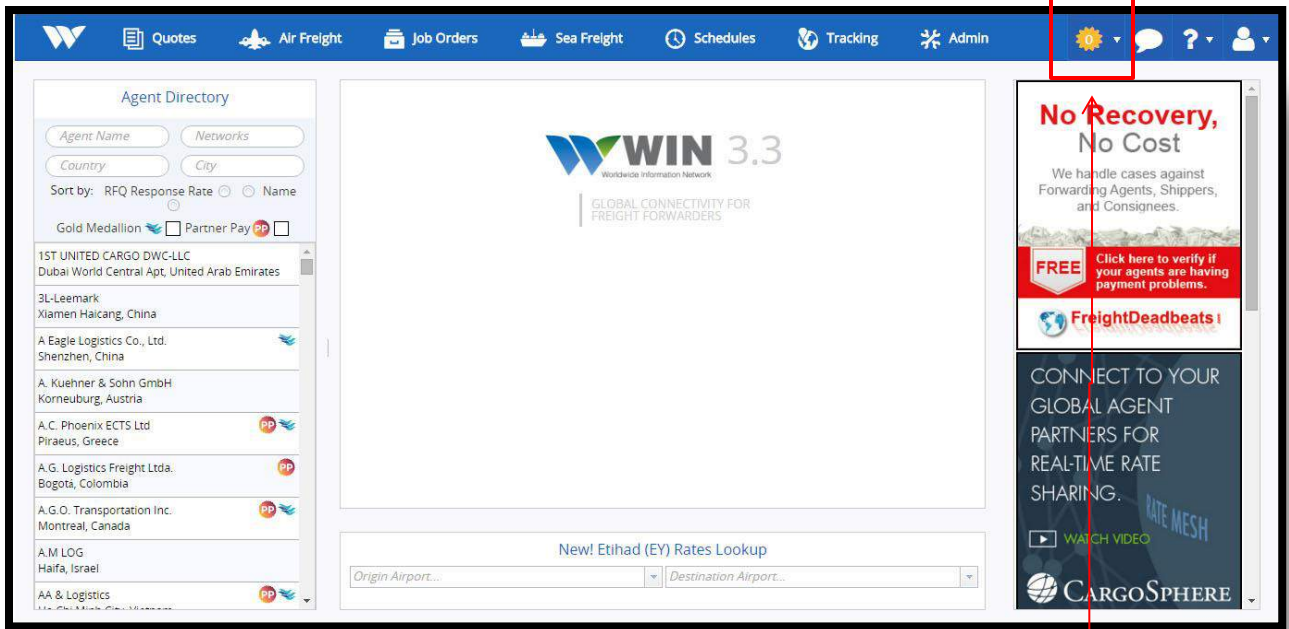 Quotes
Air Freight
Job Orders
Sea Freight
Schedules
Tracking
Admin
0
?
Agent Directory
Agent Name
Networks
Country
City
Sort by: RFQ Response Rate Name
Gold Medallion Partner Pay PP
1ST UNITED CARGO DWC-LLC
Dubai World Central Apt, United Arab Emirates
3L-Leemark
Xiamen Haicang, China
A Eagle Logistics Co., Ltd.
Shenzhen, China
A. Kuehner & Sohn GmbH
Korneuburg, Austria
A.C. Phoenix ECTS Ltd PP
Piraeus, Greece
A.G. Logistics Freight Ltda. PP
Bogotá, Colombia
A.G.O. Transportation Inc. PP
Montreal, Canada
A.M LOG
Haifa, Israel
AA & Logistics PP
WIN 3.3
Worldwide Information Network
GLOBAL CONNECTIVITY FOR
FREIGHT FORWARDERS
New! Etihad (EY) Rates Lookup
Origin Airport...
Destination Airport...
No Recovery,
No Cost
We handle cases against
Forwarding Agents, Shippers,
and Consignees.
FREE
Click here to verify if
your agents are having
payment problems.
FreightDeadbeats
CONNECT TO YOUR
GLOBAL AGENT
PARTNERS FOR
REAL-TIME RATE
SHARING.
RATE MESH
WATCH VIDEO
CARGOSPHERE